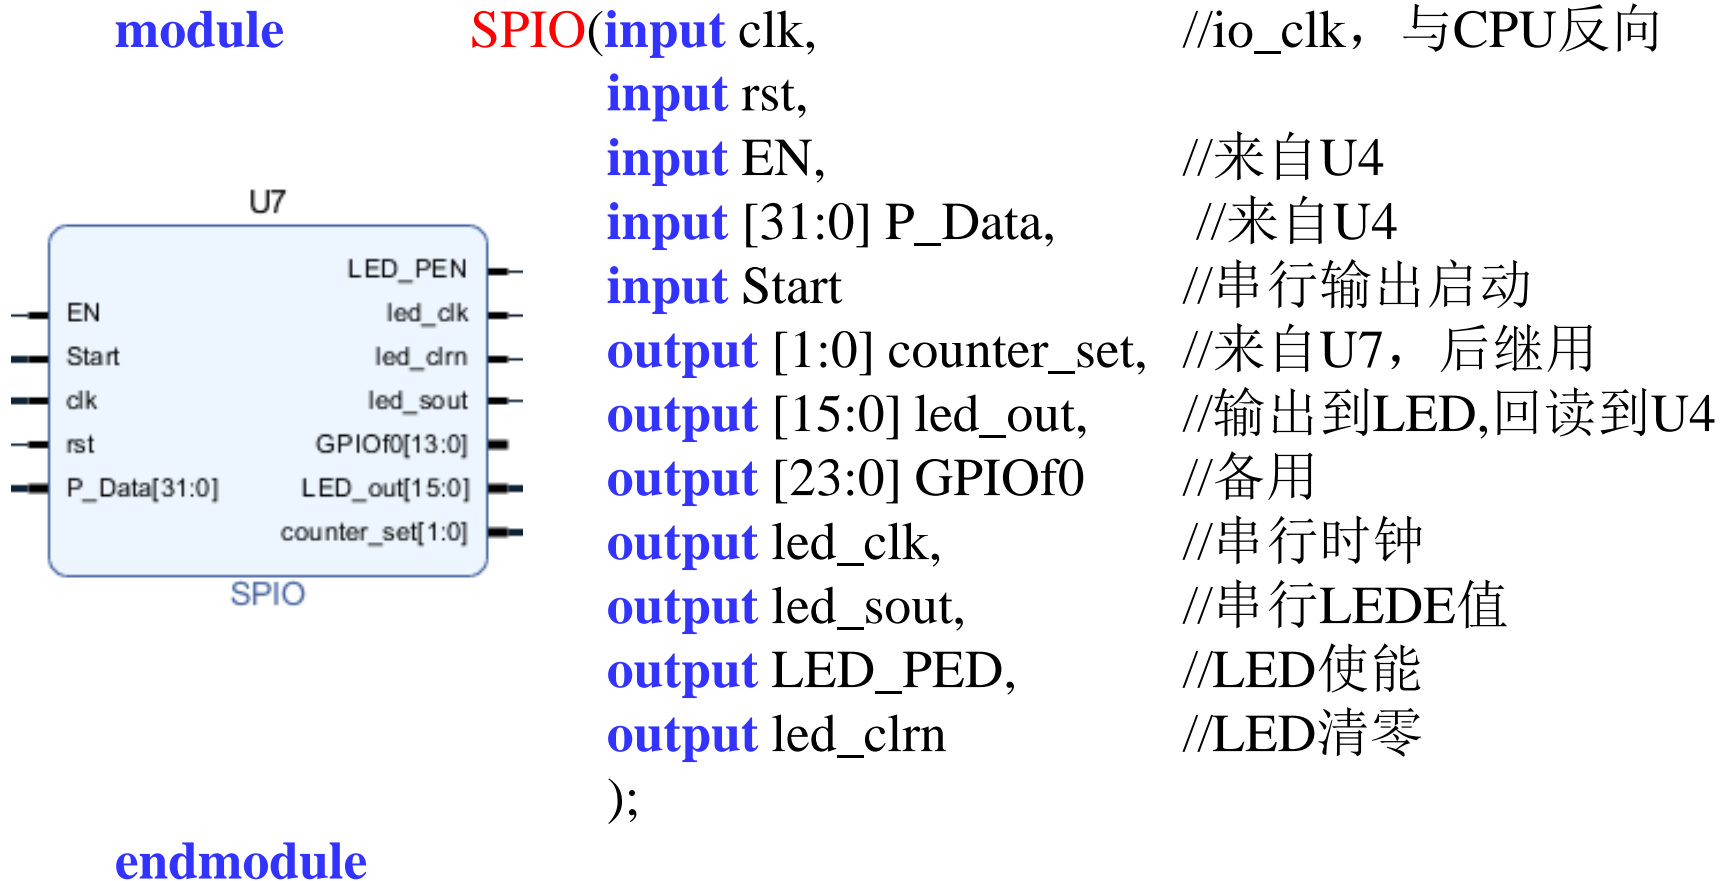 module SPIO(input clk, //io_clk，与CPU反向
input rst,
input EN, //来自U4
input [31:0] P_Data, //来自U4
input Start //串行输出启动
output [1:0] counter_set, //来自U7，后继用
output [15:0] led_out, //输出到LED,回读到U4
output [23:0] GPIOf0 //备用
output led_clk, //串行时钟
output led_sout, //串行LEDE值
output LED_PED, //LED使能
output led_clrn //LED清零
);
endmodule
U7
LED_PEN
EN led_clk
Start led_clrn
clk led_sout
rst GPIOf0[13:0]
P_Data[31:0] LED_out[15:0]
counter_set[1:0]
SPIO